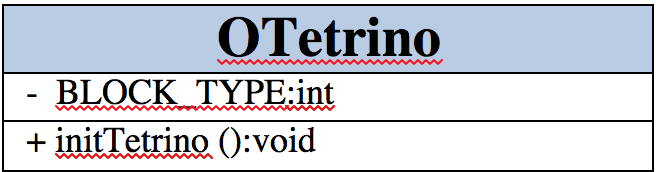 OTetrino
- BLOCK_TYPE:int
+ initTetrino ():void